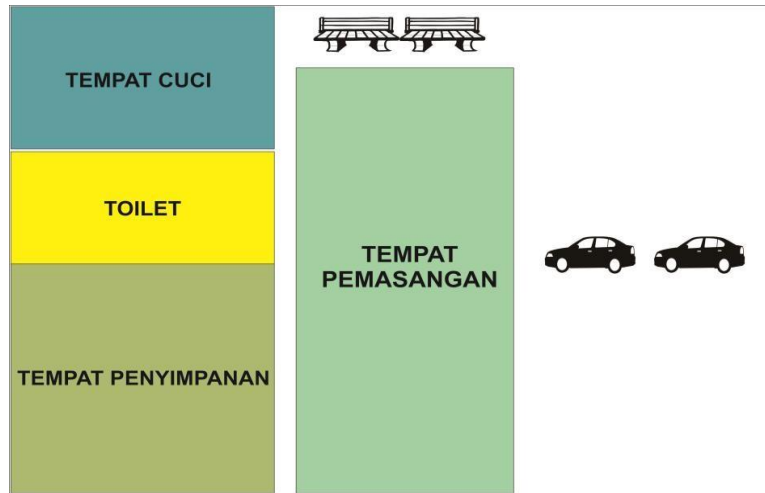 TEMPAT CUCI
TOILET
TEMPAT
PEMASANGAN
TEMPAT PENYIMPANAN